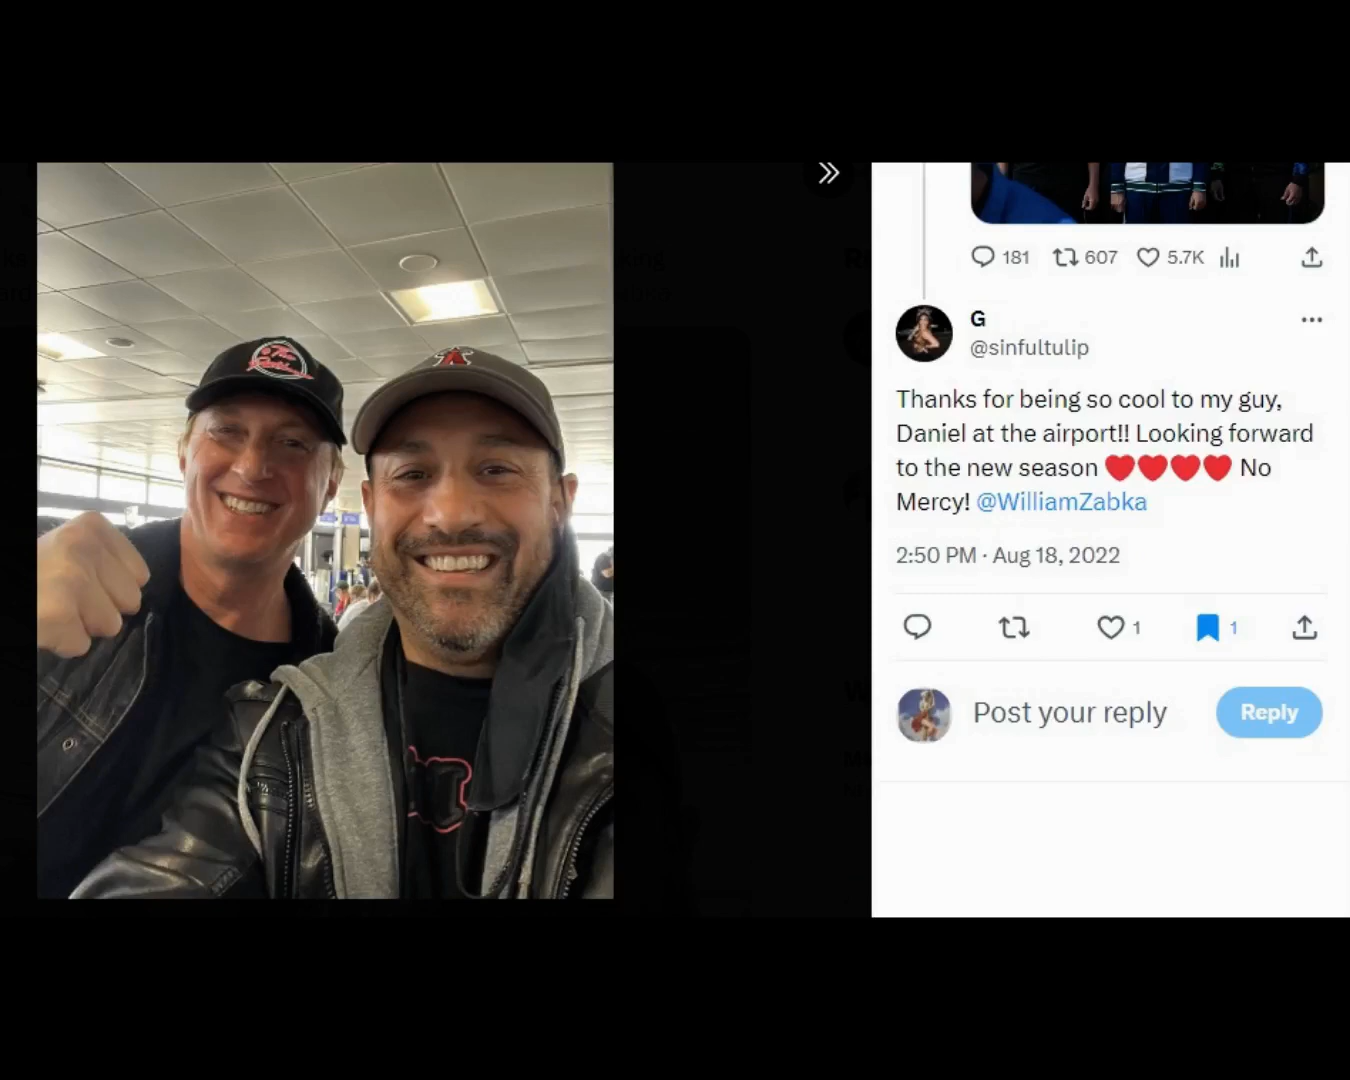 181 607 5.7K
G
@sinfultulip
Thanks for being so cool to my guy,
Daniel at the airport!! Looking forward
to the new season ❤️❤️❤️❤️ No
Mercy! @WilliamZabka
2:50 PM · Aug 18, 2022
1 1
Post your reply
Reply